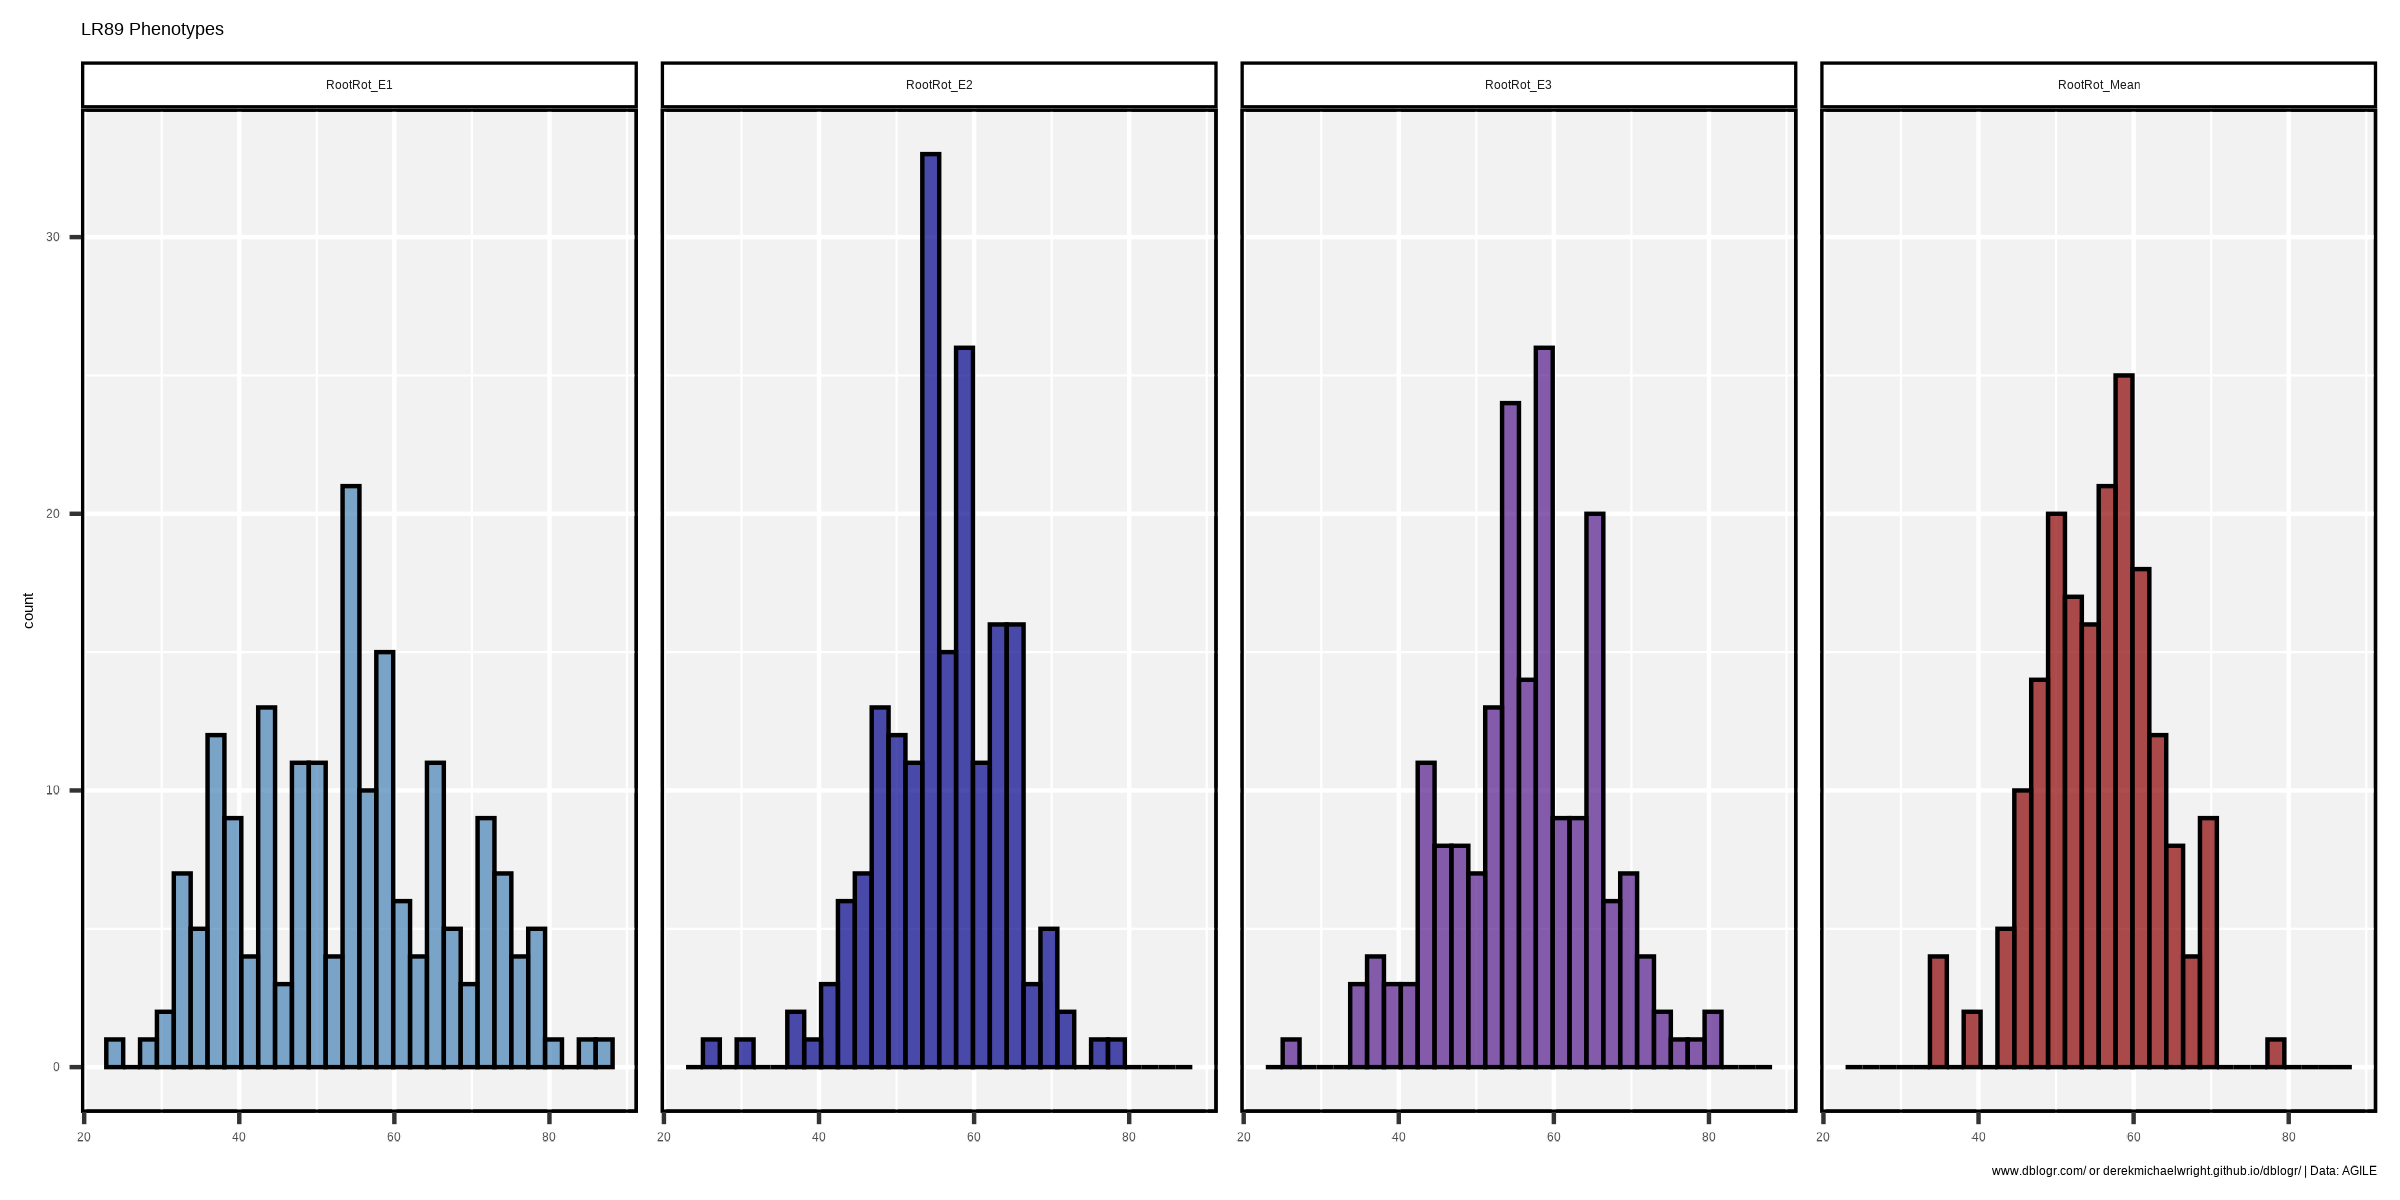 LR89 Phenotypes
RootRot_E1 RootRot_E2 RootRot_E3 RootRot_Mean
30
20
10
0
count
20 40 60 80 20 40 60 80 20 40 60 80 20 40 60 80
www.dblogr.com/ or derekmichaelwright.github.io/dblogr/ | Data: AGILE